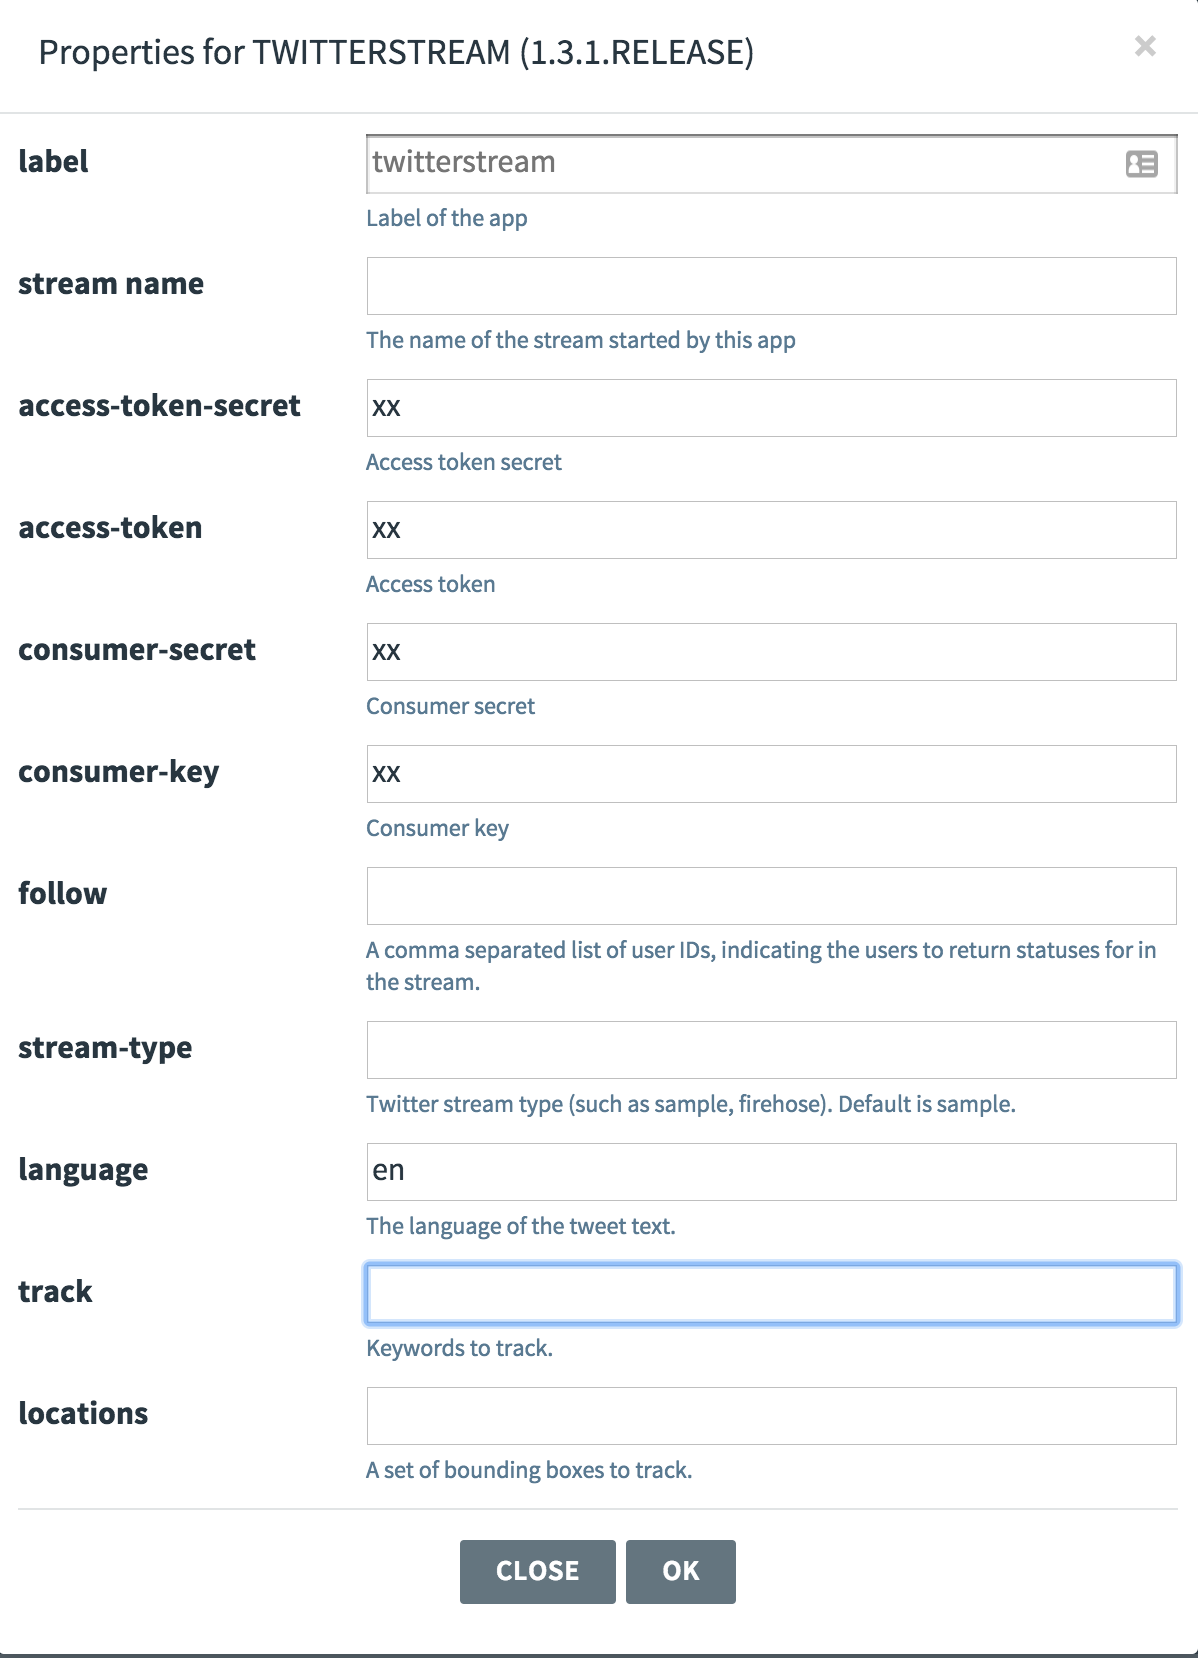 Properties for TWITTERSTREAM (1.3.1.RELEASE)
×
label
twitterstream
Label of the app
stream name
The name of the stream started by this app
access-token-secret
xx
Access token secret
access-token
xx
Access token
consumer-secret
xx
Consumer secret
consumer-key
xx
Consumer key
follow
A comma separated list of user IDs, indicating the users to return statuses for in
the stream.
stream-type
Twitter stream type (such as sample, firehose). Default is sample.
language
en
The language of the tweet text.
track
Keywords to track.
locations
A set of bounding boxes to track.
CLOSE
OK